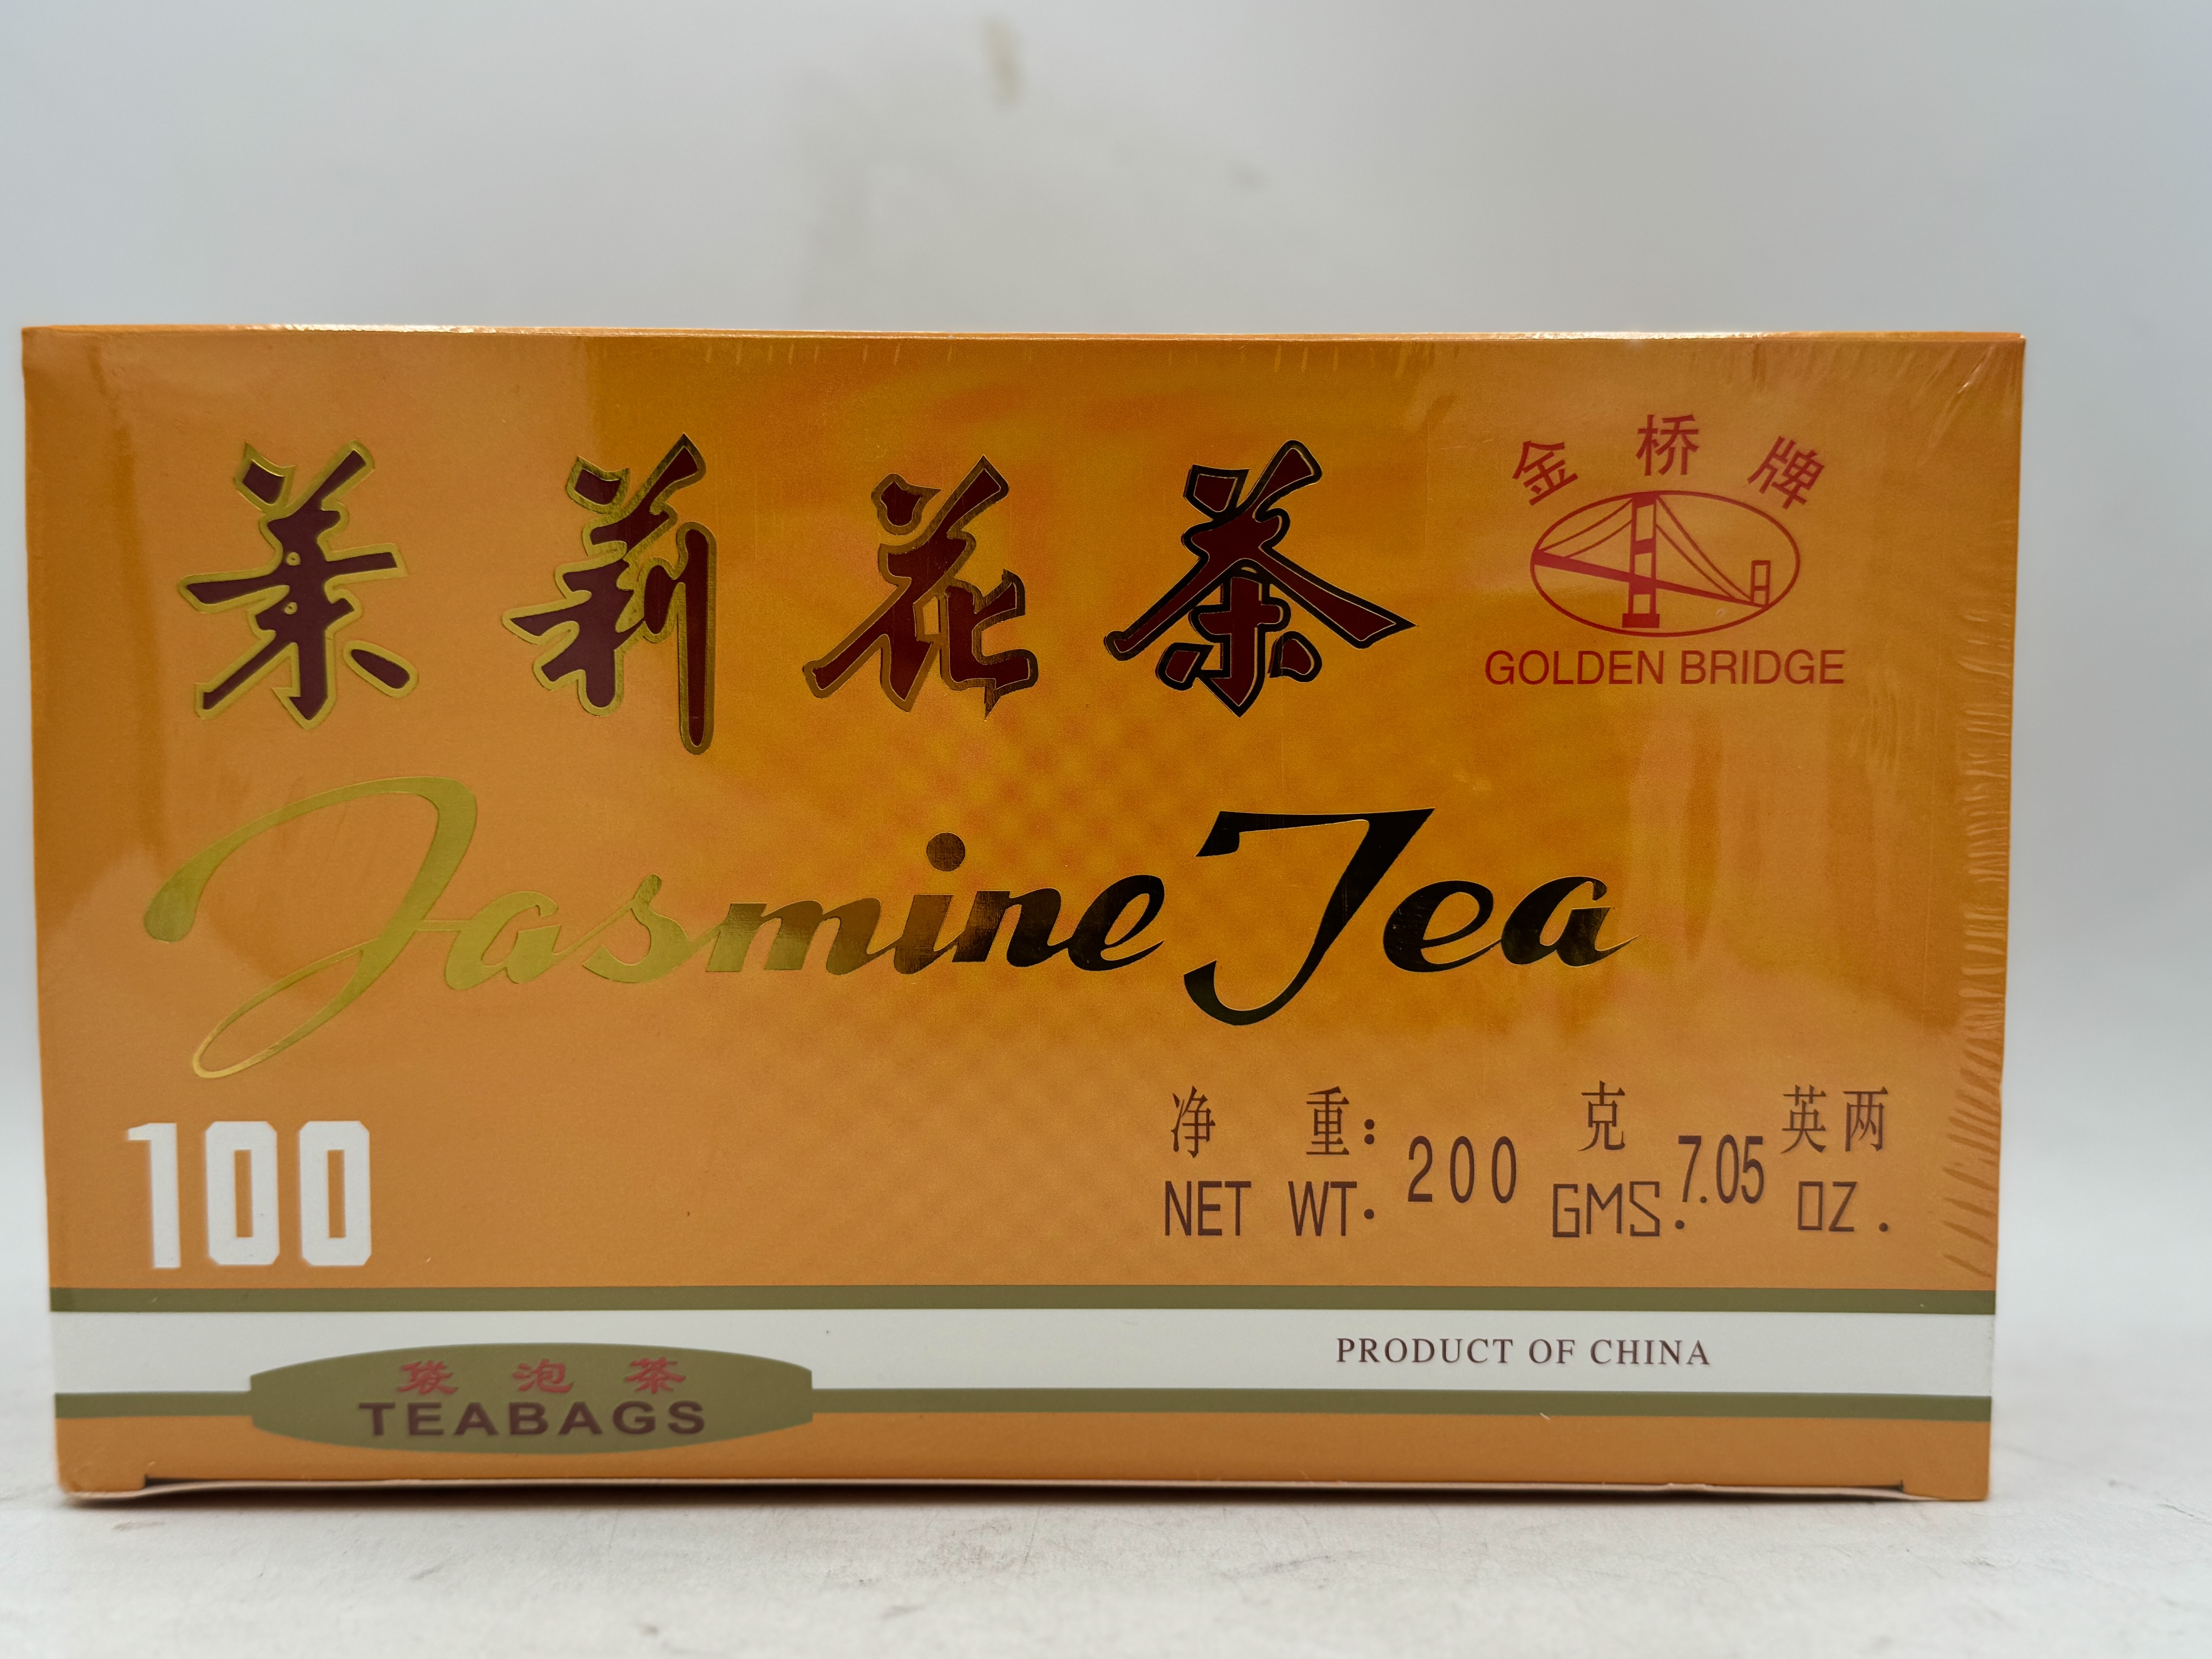 茉莉花茶
金桥牌
GOLDEN BRIDGE
Jasmine Tea
100
净 重: 200 克 7.05 英两
NET WT. GMS. OZ.
PRODUCT OF CHINA
袋泡茶
TEABAGS